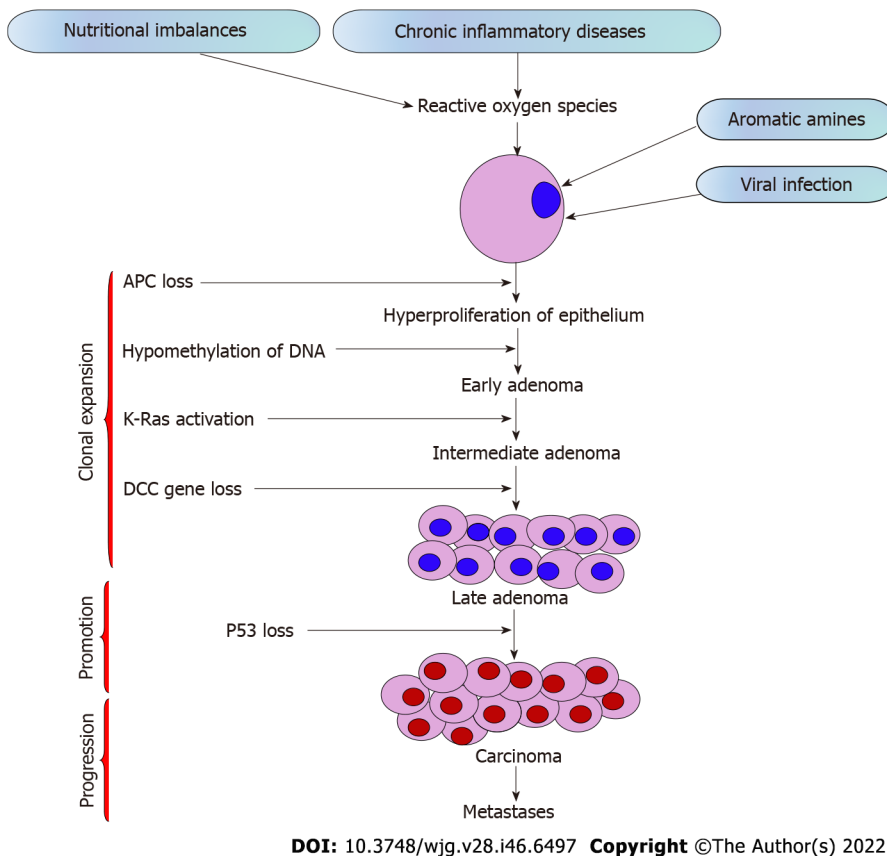 Nutritional imbalances
Chronic inflammatory diseases
Reactive oxygen species
Aromatic amines
Viral infection
Clonal expansion
APC loss
Hyperproliferation of epithelium
Hypomethylation of DNA
Early adenoma
K-Ras activation
Intermediate adenoma
DCC gene loss
Late adenoma
Promotion
P53 loss
Progression
Carcinoma
Metastases
DOI: 10.3748/wjg.v28.i46.6497 Copyright ©The Author(s) 2022